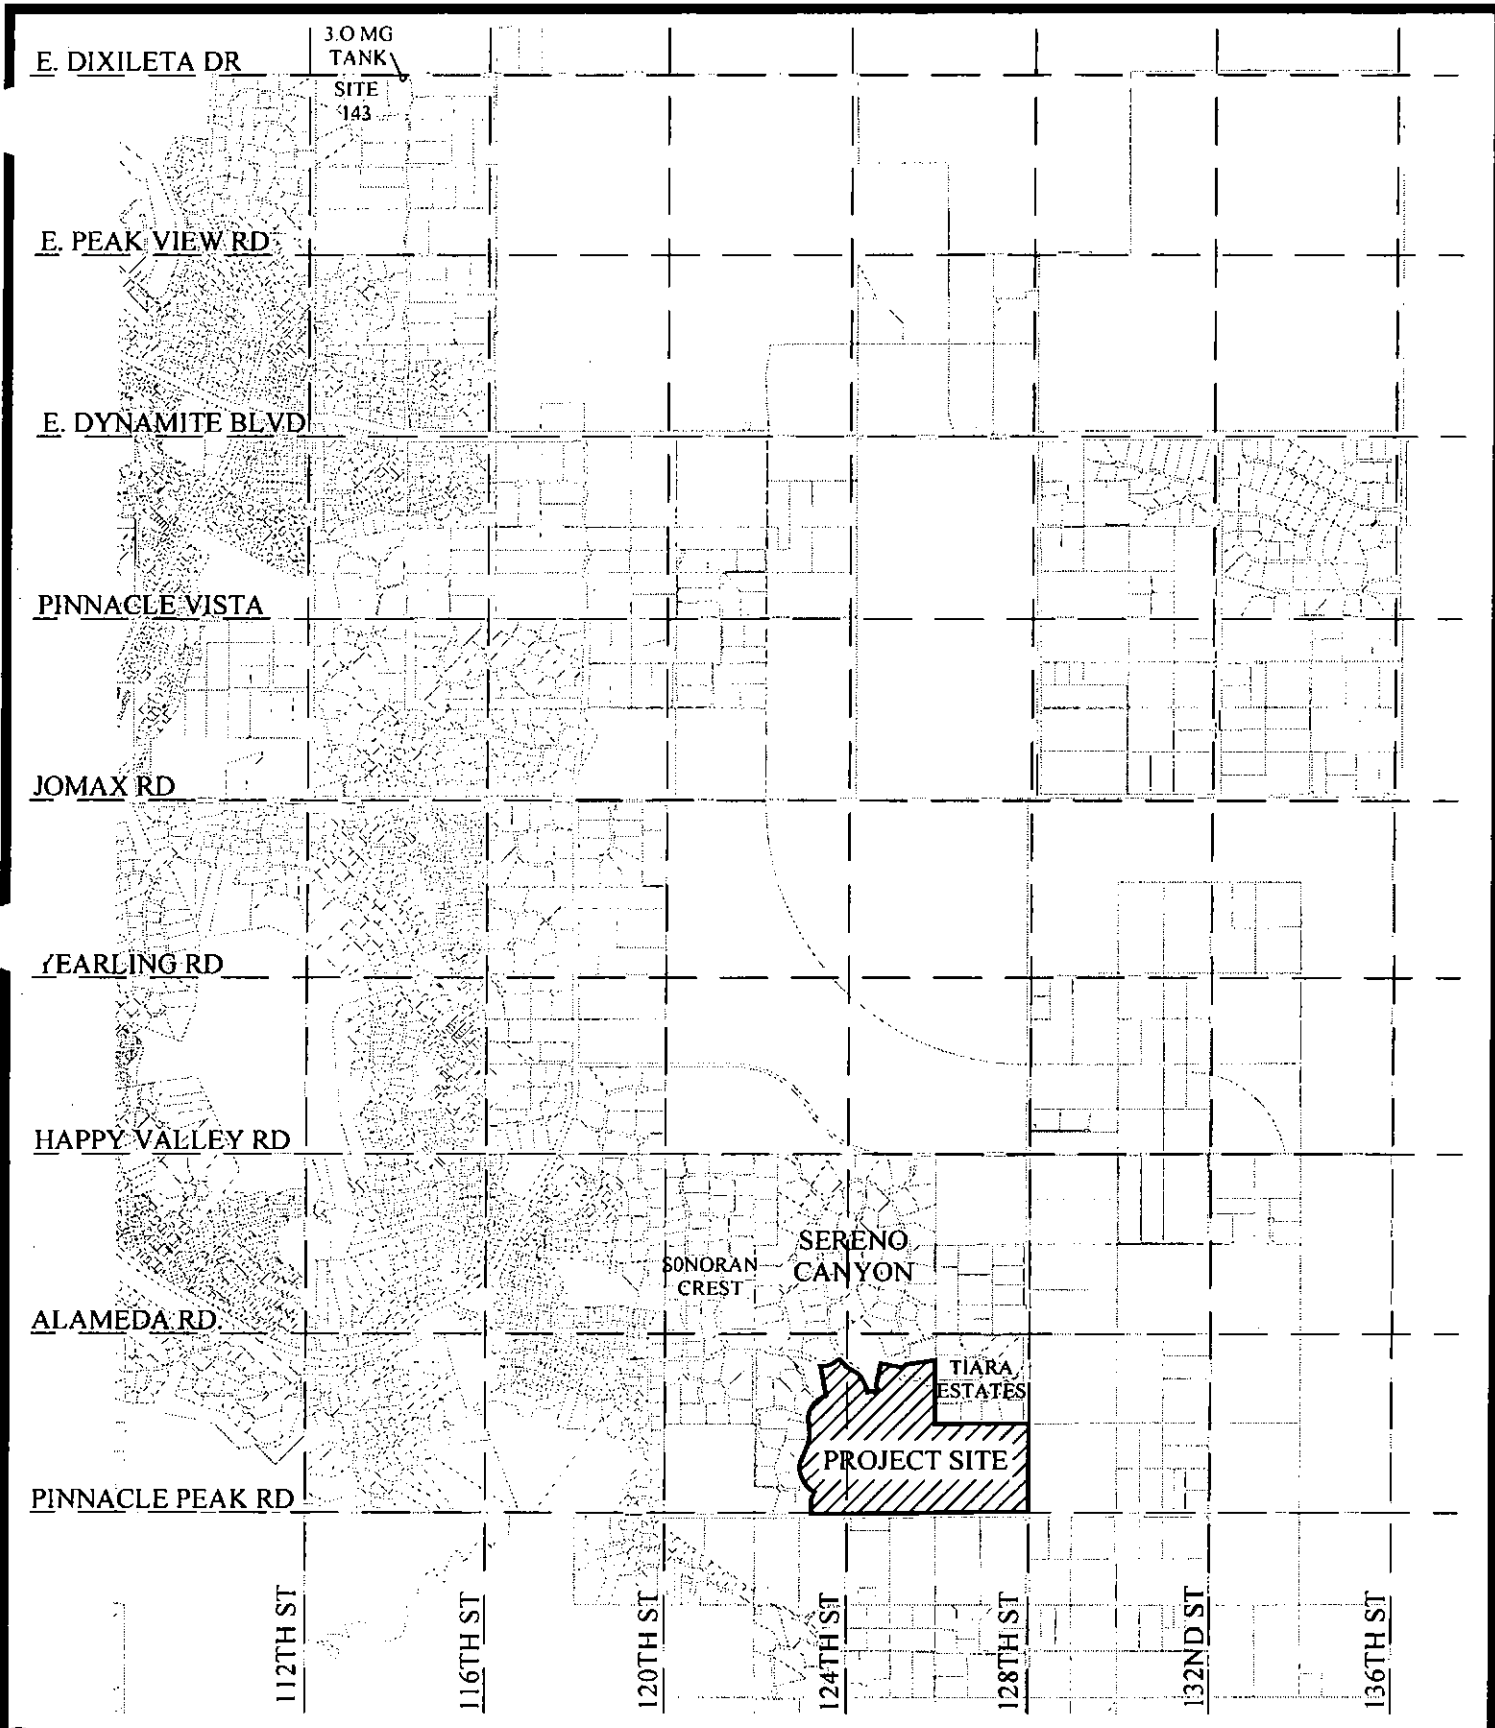 3.0 MG
TANK
E. DIXILETA DR
SITE
143
E. PEAK VIEW RD
E. DYNAMITE BLVD
PINNACLE VISTA
JOMAX RD
YEARLING RD
HAPPY VALLEY RD
SERENO
CANYON
SONORAN
CREST
ALAMEDA RD.
TIARA
ESTATES
PROJECT SITE
PINNACLE PEAK RD
112TH ST
116TH ST
120TH ST
124TH ST
128TH ST
132ND ST
136TH ST